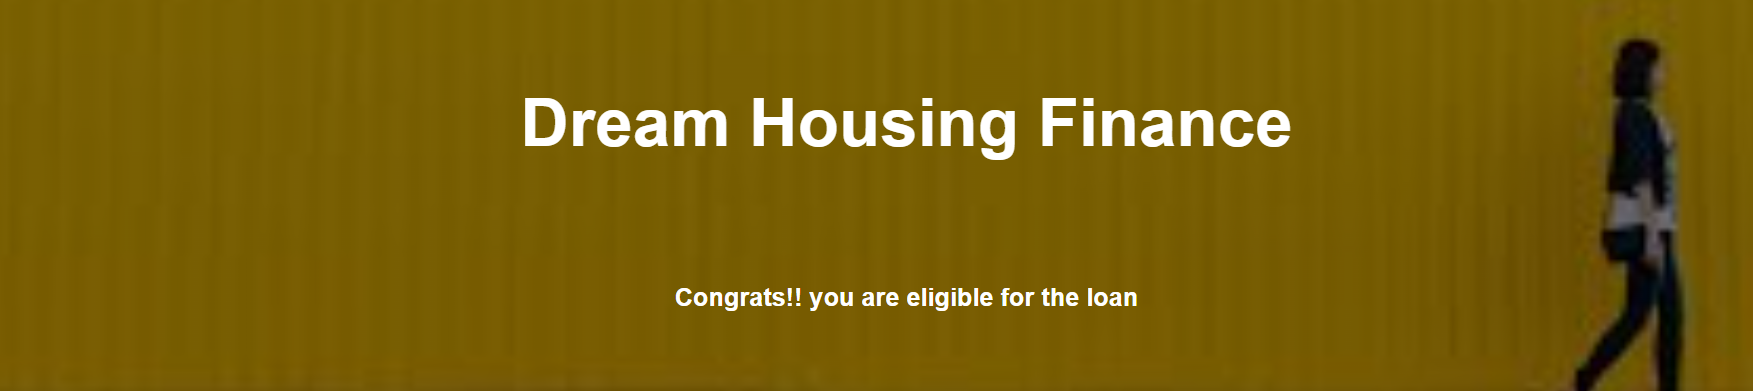 Dream Housing Finance
Congrats!! you are eligible for the loan